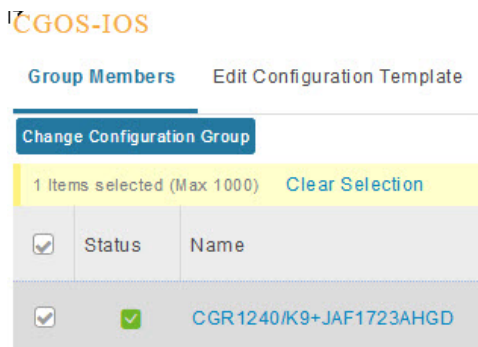 CGOS-IOS
Group Members Edit Configuration Template
Change Configuration Group
1 Items selected (Max 1000) Clear Selection
Status Name
CGR1240/K9+JAF1723AHGD